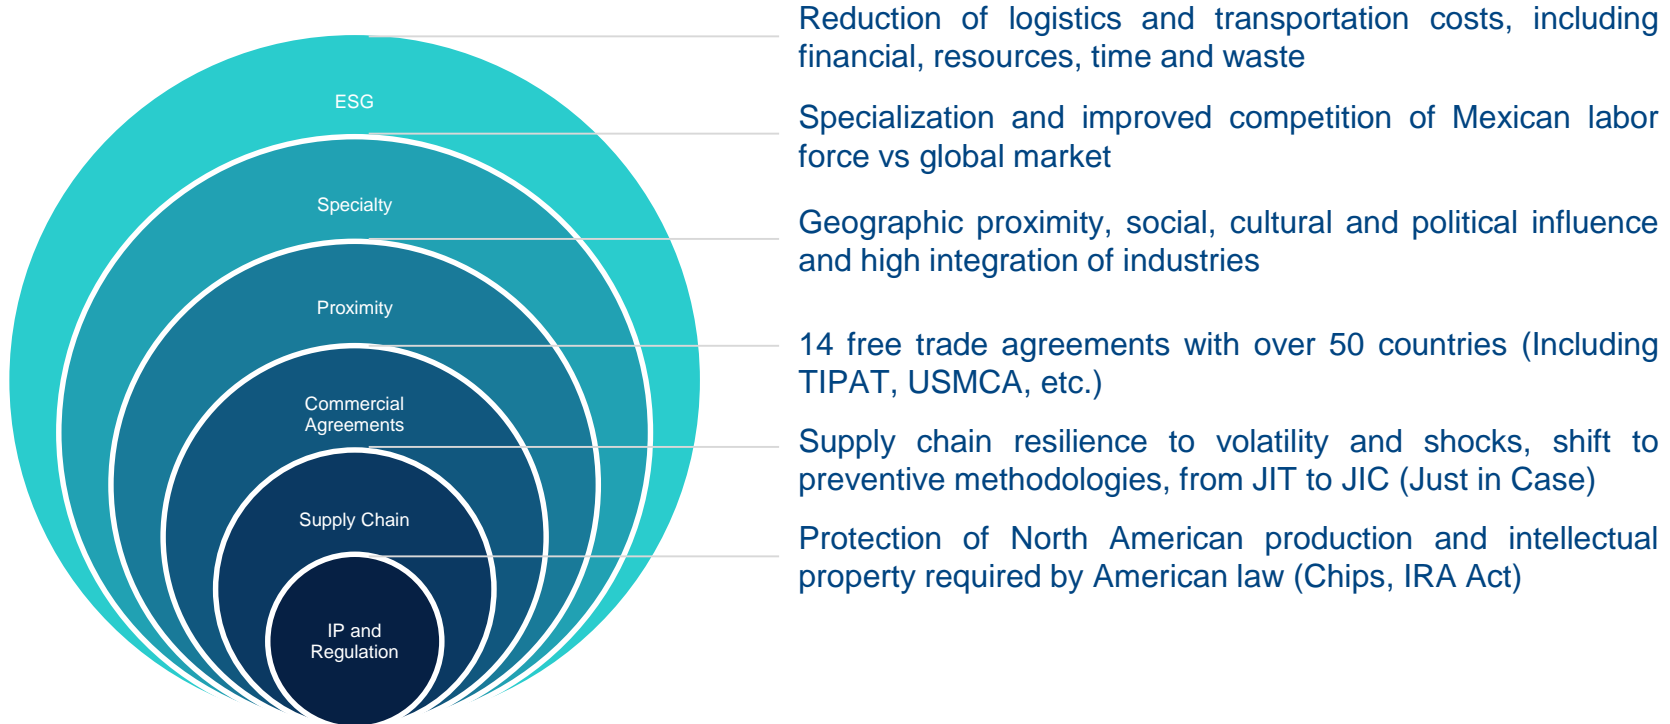 Reduction of logistics and transportation costs, including
financial, resources, time and waste
ESG
Specialization and improved competition of Mexican labor
force vs global market
Specialty
Geographic proximity, social, cultural and political influence
and high integration of industries
Proximity
14 free trade agreements with over 50 countries (Including
TIPAT, USMCA, etc.)
Commercial
Agreements
Supply chain resilience to volatility and shocks, shift to
preventive methodologies, from JIT to JIC (Just in Case)
Supply Chain
Protection of North American production and intellectual
property required by American law (Chips, IRA Act)
IP and
Regulation